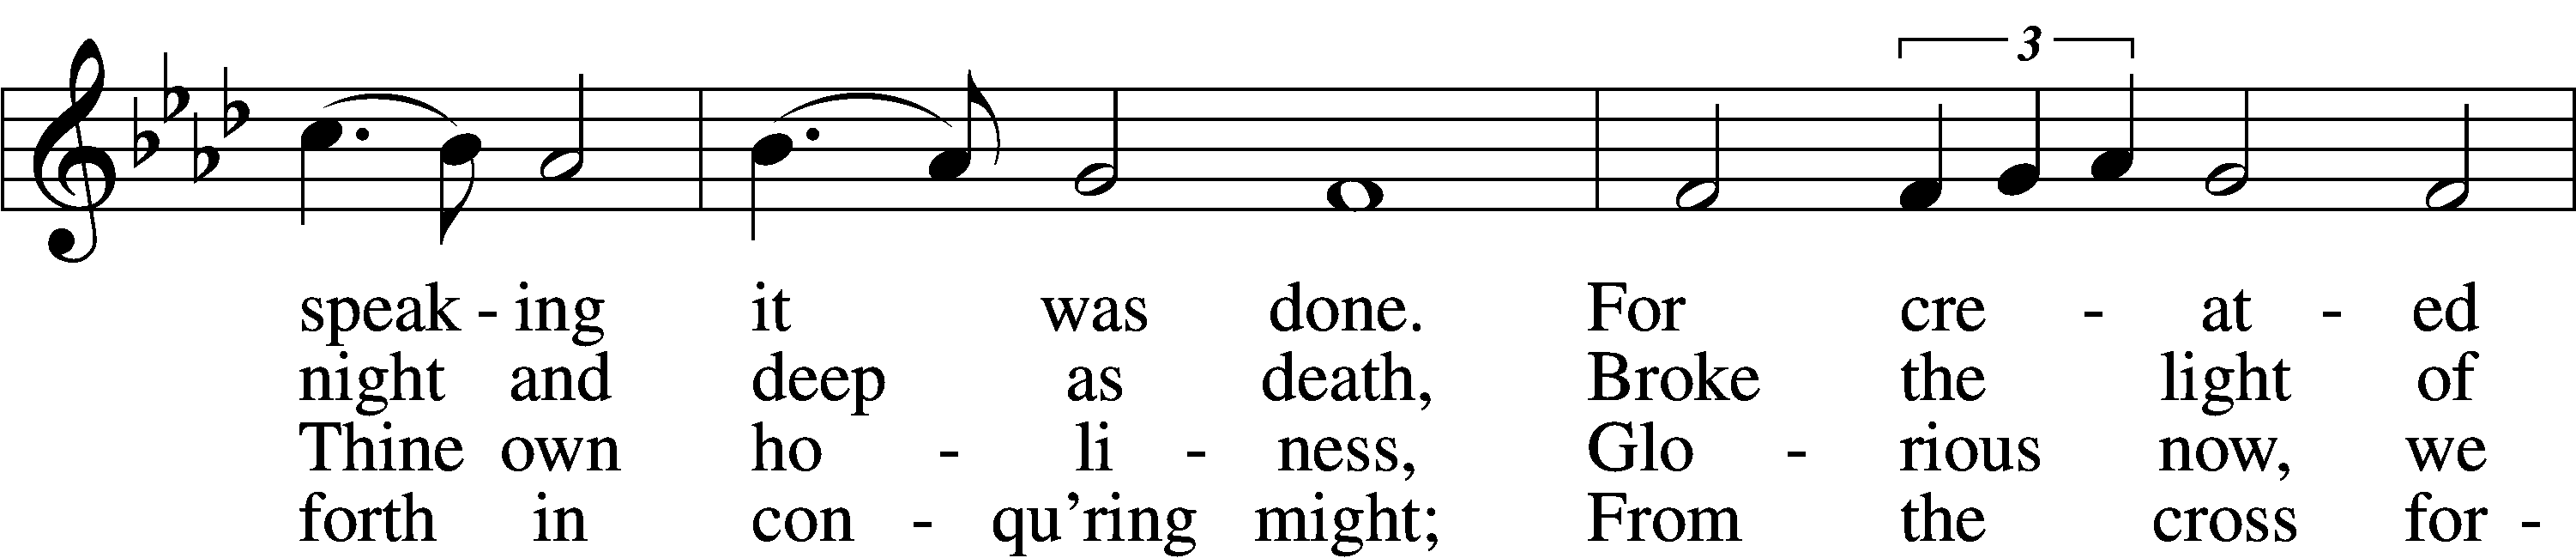 3
speak - ing it was done. For cre - at - ed
night and deep as death, Broke the light of
Thine own ho - li - ness, Glo - rious now, we
forth in con - qu’ring might; From the cross for -